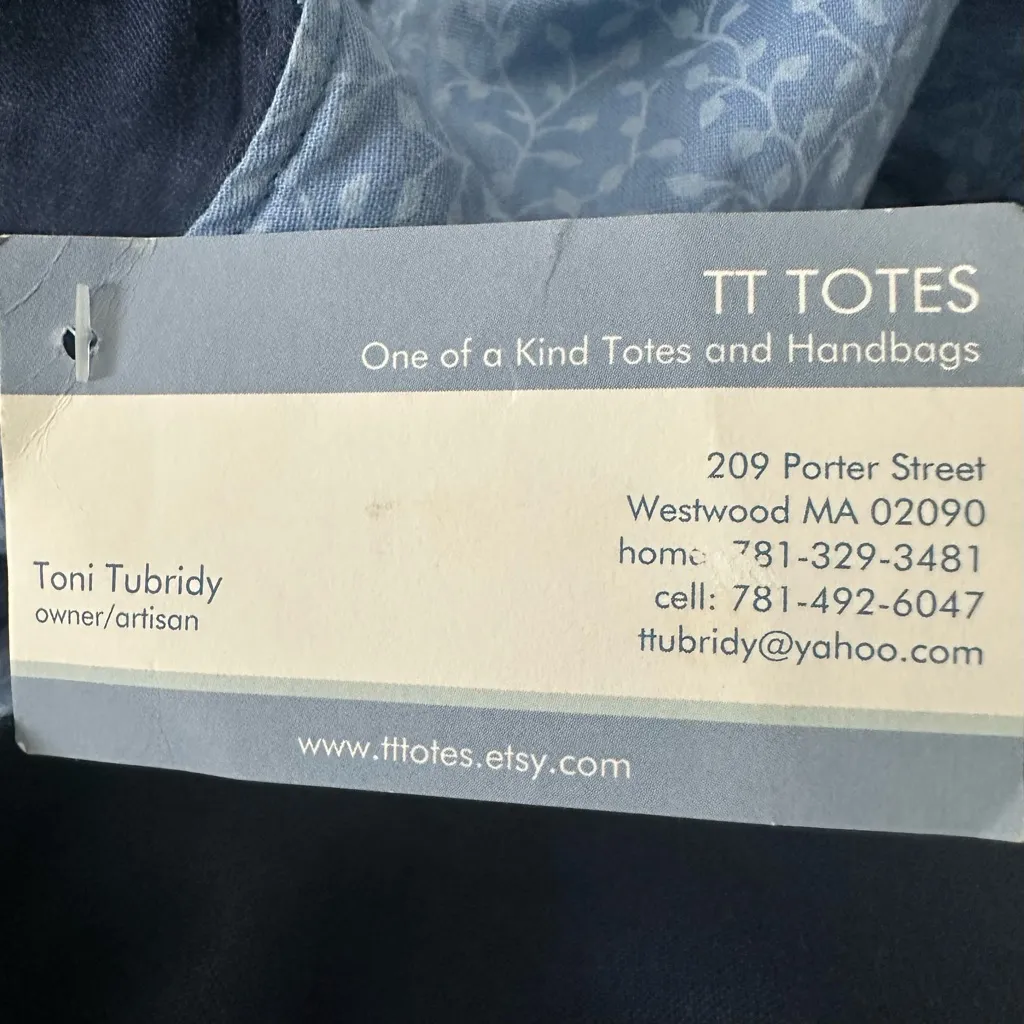 TT TOTES
One of a Kind Totes and Handbags
209 Porter Street
Westwood MA 02090
home: 781-329-3481
cell: 781-492-6047
ttubridy@yahoo.com
Toni Tubridy
owner/artisan
www.tttotes.etsy.com